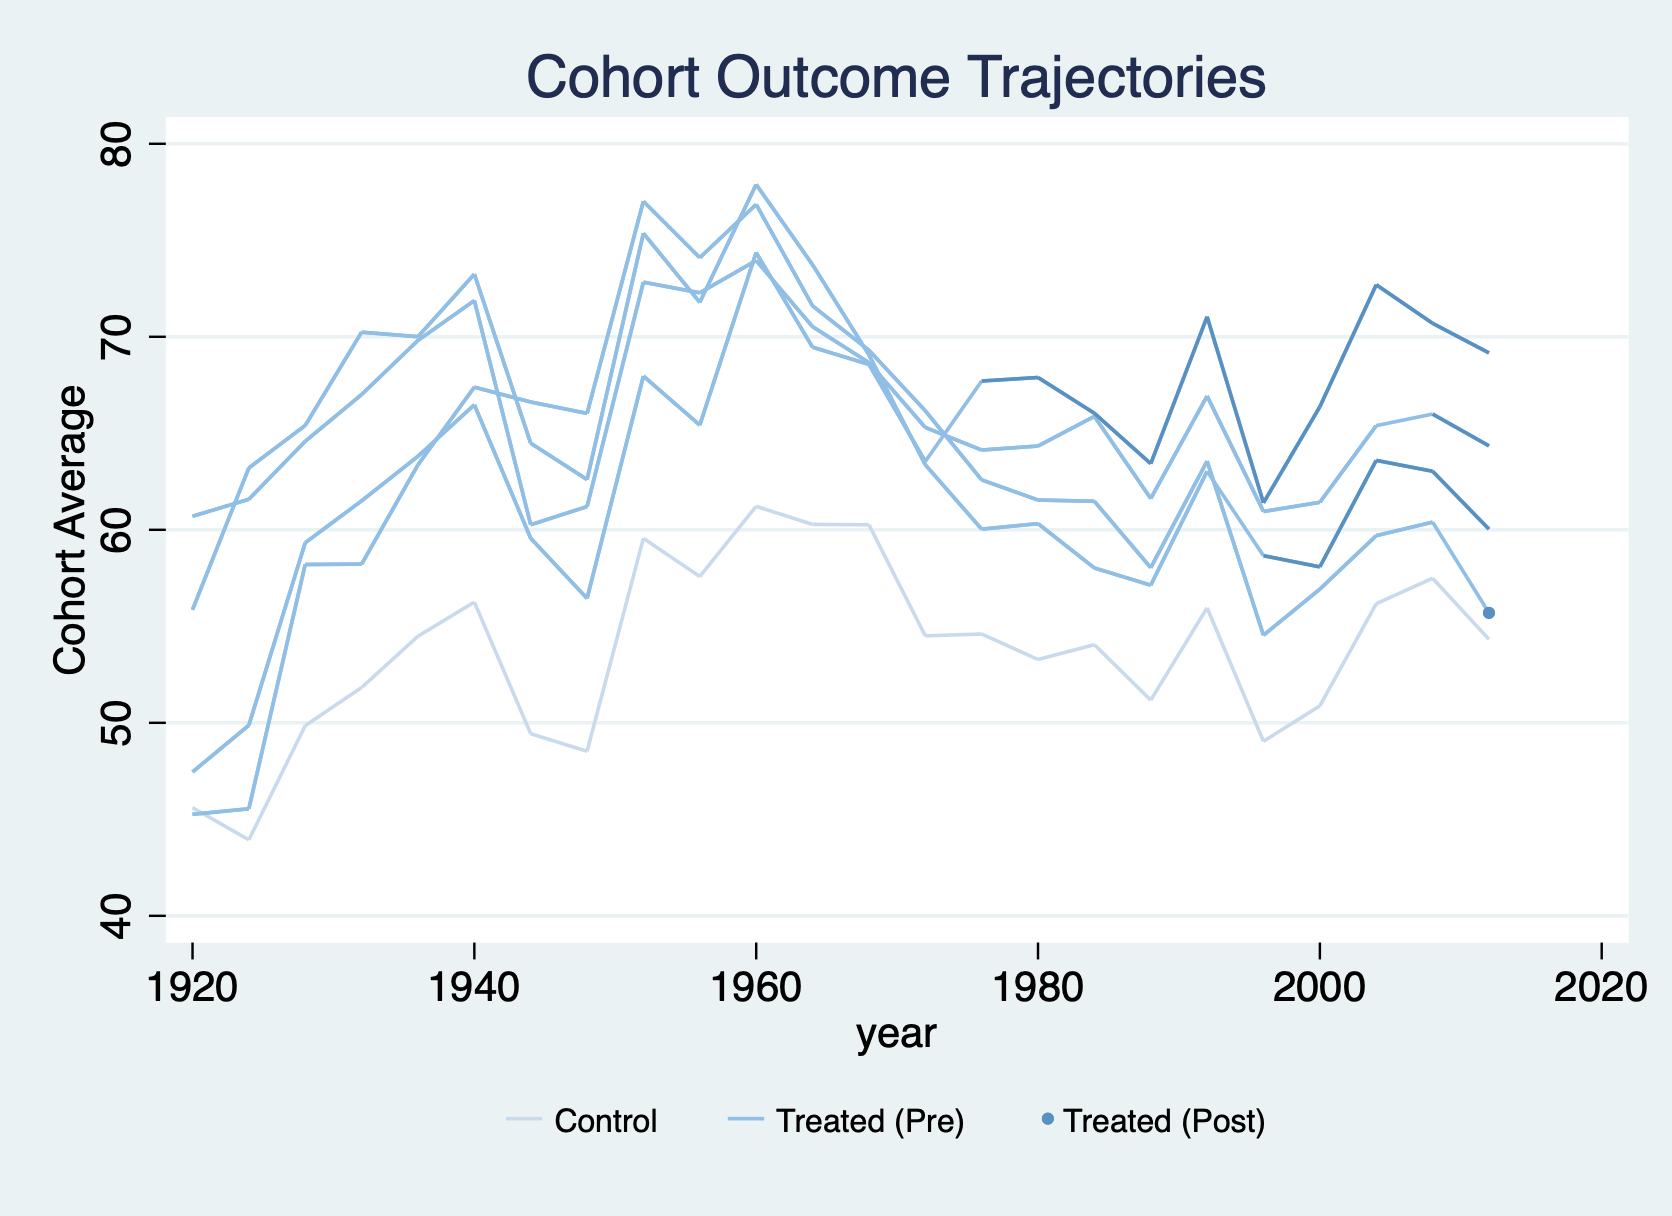 Cohort Outcome Trajectories
80
70
60
50
40
Cohort Average
1920 1940 1960 1980 2000 2020
year
Control Treated (Pre) Treated (Post)